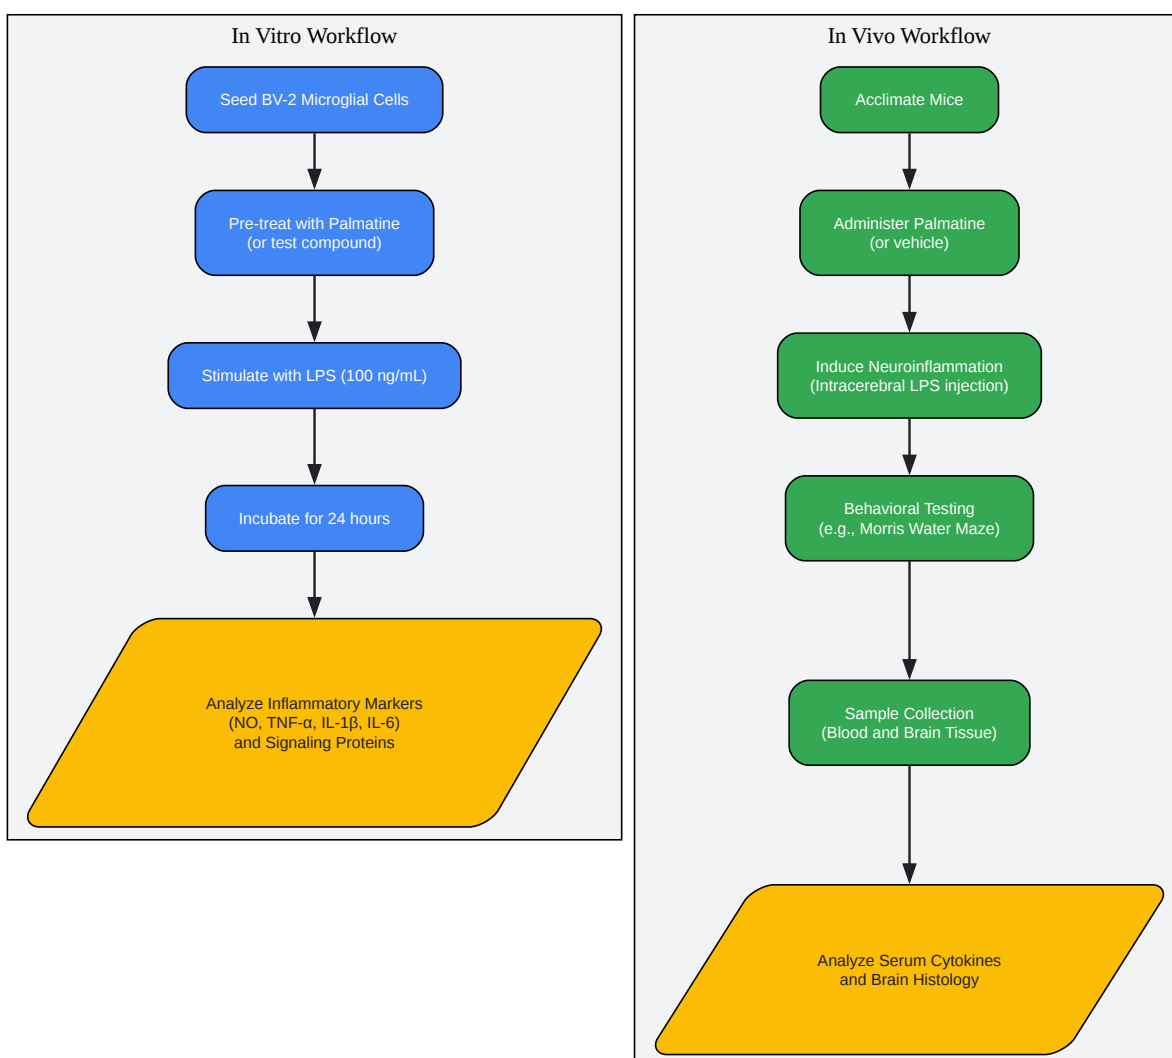 In Vitro Workflow
Seed BV-2 Microglial Cells
Pre-treat with Palmatine
(or test compound)
Stimulate with LPS (100 ng/mL)
Incubate for 24 hours
Analyze Inflammatory Markers
(NO, TNF-α, IL-1β, IL-6)
and Signaling Proteins
In Vivo Workflow
Acclimate Mice
Administer Palmatine
(or vehicle)
Induce Neuroinflammation
(Intracerebral LPS injection)
Behavioral Testing
(e.g., Morris Water Maze)
Sample Collection
(Blood and Brain Tissue)
Analyze Serum Cytokines
and Brain Histology